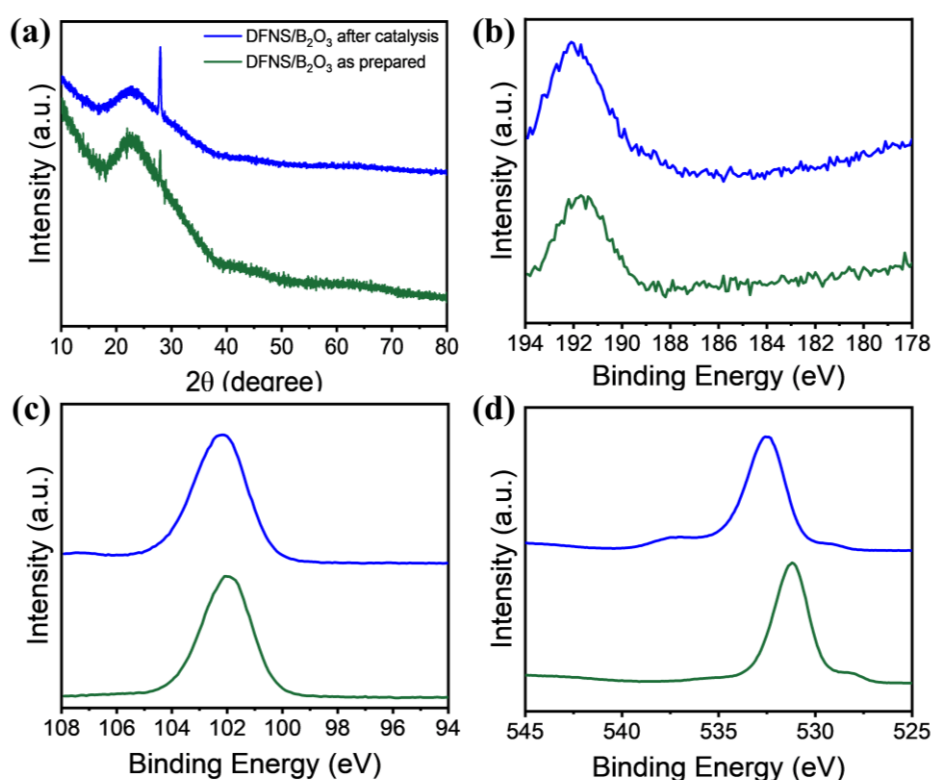 (a)
DFNS/B₂O₃ after catalysis
DFNS/B₂O₃ as prepared
Intensity (a.u.)
10 20 30 40 50 60 70 80
2θ (degree)
(b)
Intensity (a.u.)
194 192 190 188 186 184 182 180 178
Binding Energy (eV)
(c)
Intensity (a.u.)
108 106 104 102 100 98 96 94
Binding Energy (eV)
(d)
Intensity (a.u.)
545 540 535 530 525
Binding Energy (eV)